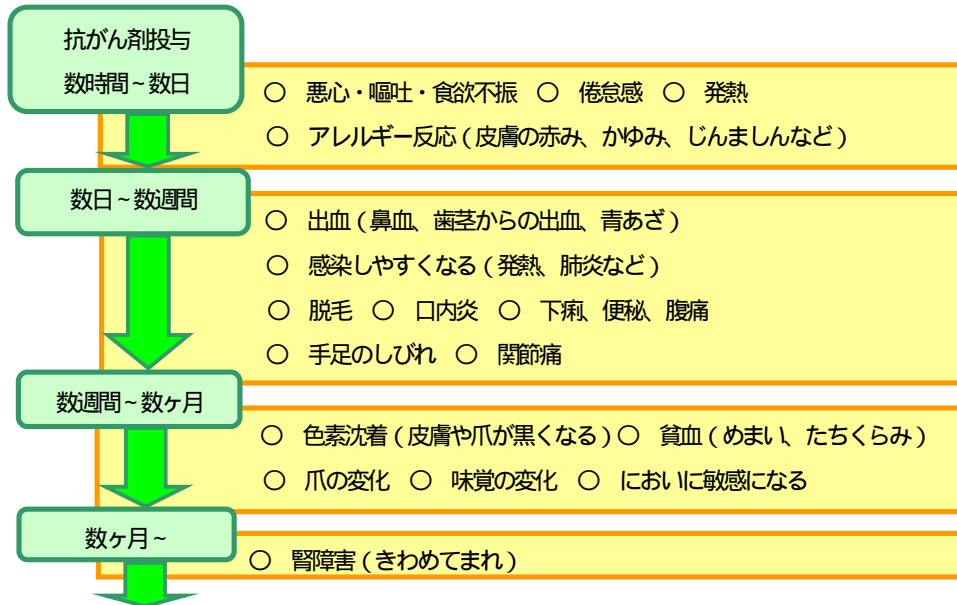 抗がん剤投与
数時間~数日
○ 悪心・嘔吐・食欲不振 ○ 倦怠感 ○ 発熱
○ アレルギー反応(皮膚の赤み、かゆみ、じんましんなど)
数日~数週間
○ 出血(鼻血、歯茎からの出血、青あざ)
○ 感染しやすくなる(発熱、肺炎など)
○ 脱毛 ○ 口内炎 ○ 下痢、便秘、腹痛
○ 手足のしびれ ○ 関節痛
数週間~数ヶ月
○ 色素沈着(皮膚や爪が黒くなる)○ 貧血(めまい、たちくらみ)
○ 爪の変化 ○ 味覚の変化 ○ においに敏感になる
数ヶ月~
○ 腎障害(きわめてまれ)